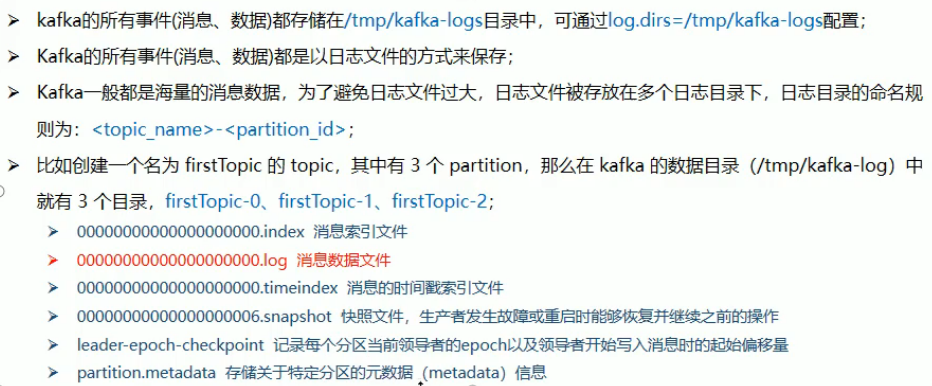 kafka的所有事件(消息、数据)都存储在/tmp/kafka-logs目录中，可通过log.dirs=/tmp/kafka-logs配置；
Kafka的所有事件(消息、数据)都是以日志文件的方式来保存；
Kafka一般都是海量的消息数据，为了避免日志文件过大，日志文件被存放在多个日志目录下，日志目录的命名规
则为：<topic_name>-<partition_id>；
比如创建一个名为 firstTopic 的 topic，其中有 3 个 partition，那么在 kafka 的数据目录（/tmp/kafka-log）中
就有 3 个目录，firstTopic-0、firstTopic-1、firstTopic-2；
00000000000000000000.index 消息索引文件
00000000000000000000.log 消息数据文件
00000000000000000000.timeindex 消息的时间戳索引文件
00000000000000000006.snapshot 快照文件，生产者发生故障或重启时能够恢复并继续之前的操作
leader-epoch-checkpoint 记录每个分区当前领导者的epoch以及领导者开始写入消息时的起始偏移量
partition.metadata 存储关于特定分区的元数据（metadata）信息